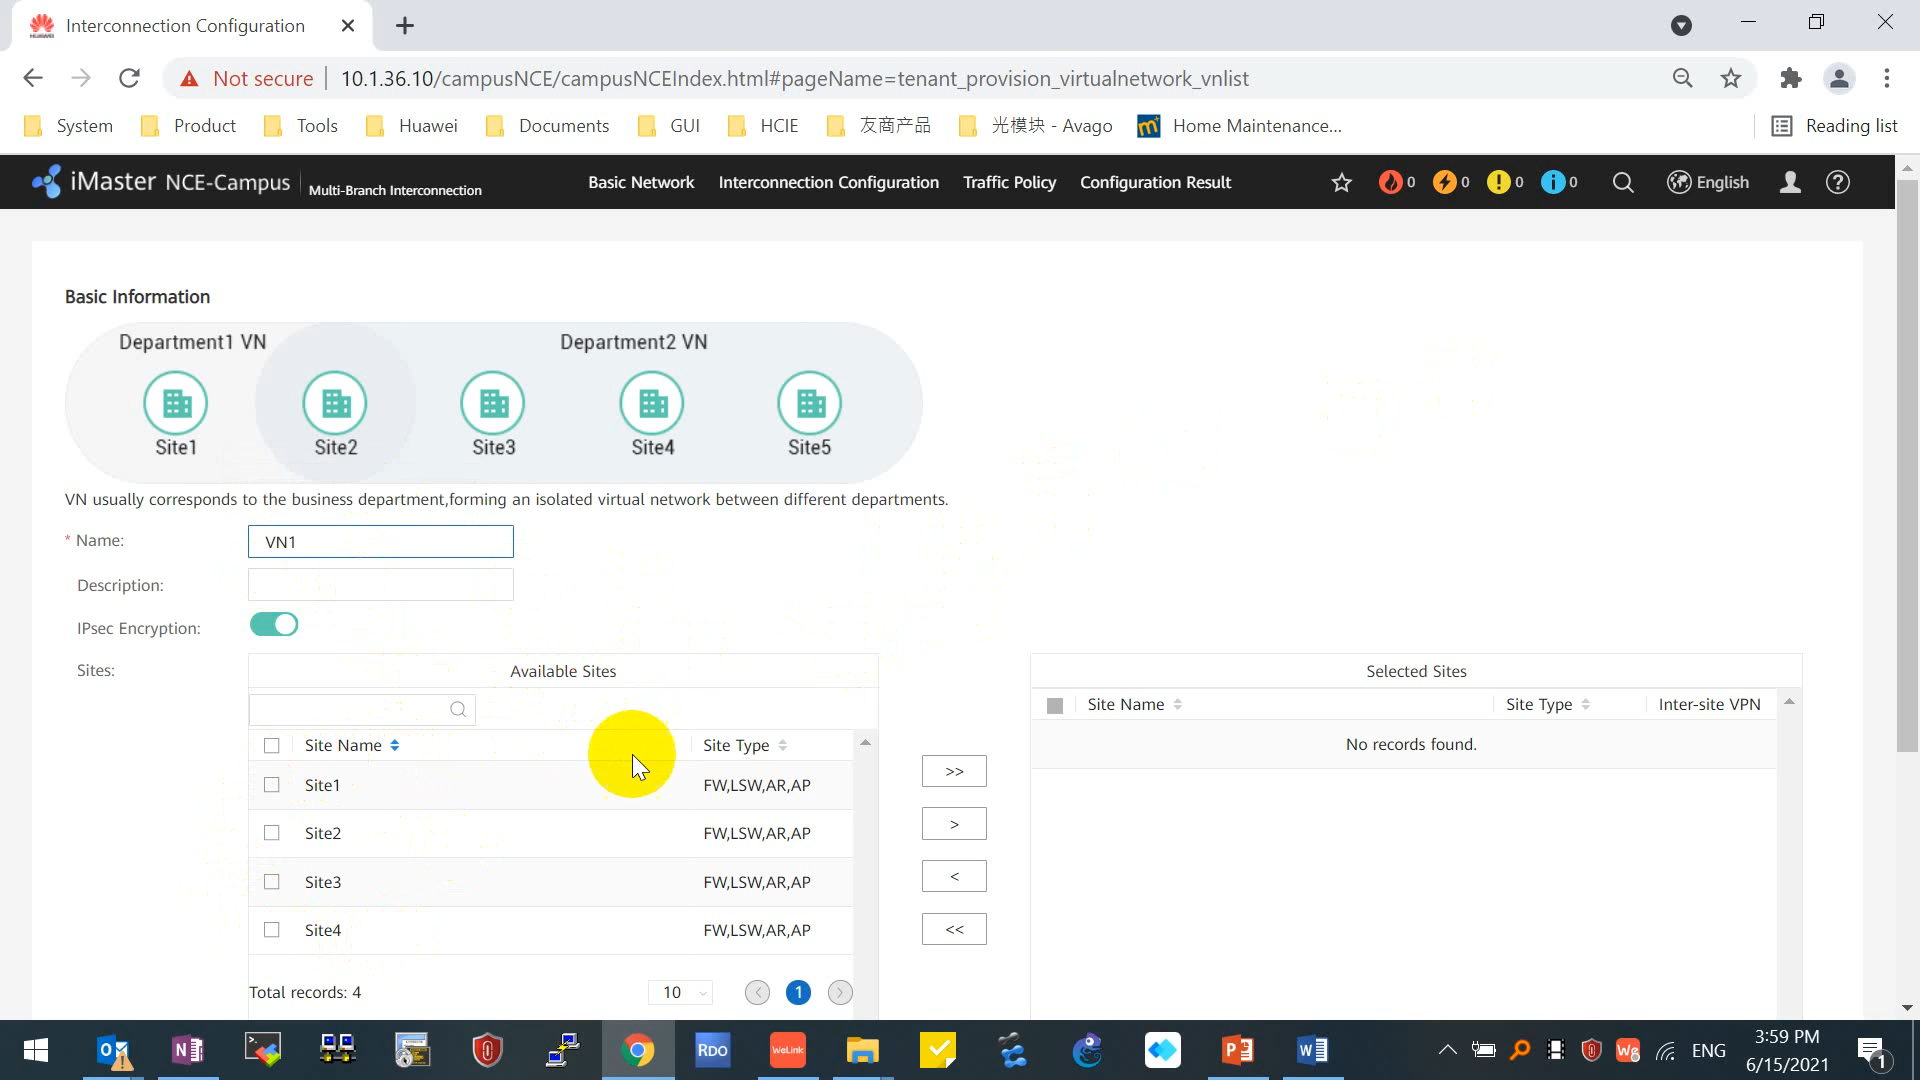 Interconnection Configuration
Not secure 10.1.36.10/campusNCE/campusNCEIndex.html#pageName=tenant_provision_virtualnetwork_vnlist
System Product Tools Huawei Documents GUI HCIE 友商产品 光模块 - Avago Home Maintenance... Reading list
iMaster NCE-Campus Multi-Branch Interconnection Basic Network Interconnection Configuration Traffic Policy Configuration Result 0 0 0 0 English
Basic Information
Department1 VN Department2 VN
Site1 Site2 Site3 Site4 Site5
VN usually corresponds to the business department,forming an isolated virtual network between different departments.
* Name: VN1
Description:
IPsec Encryption:
Sites: Available Sites Selected Sites
Site Name Site Type Inter-site VPN
No records found.
Site Name Site Type
Site1 FW,LSW,AR,AP
Site2 FW,LSW,AR,AP
Site3 FW,LSW,AR,AP
Site4 FW,LSW,AR,AP
>>
>
<
<<
Total records: 4 10 1
RDO WeLink ENG
3:59 PM
6/15/2021
1